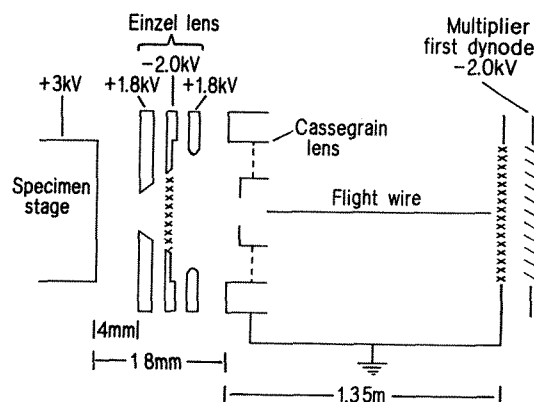 Einzel lens
Multiplier
first dynode
-2.0kV
-2.0kV
+3kV
+1.8kV
+1.8kV
Cassegrain
lens
Specimen
stage
Flight wire
4mm
18mm
1.35m